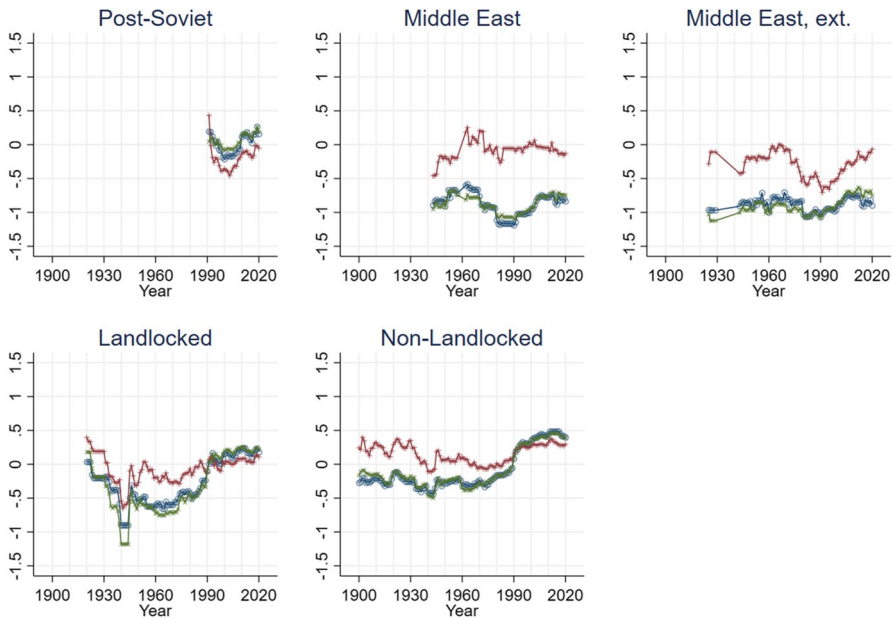 Post-Soviet
Middle East
Middle East, ext.
-1.5 -1 -.5 0 .5 1 1.5
-1.5 -1 -.5 0 .5 1 1.5
-1.5 -1 -.5 0 .5 1 1.5
1900 1930 1960 1990 2020
1900 1930 1960 1990 2020
1900 1930 1960 1990 2020
Year
Year
Year
Landlocked
Non-Landlocked
-1.5 -1 -.5 0 .5 1 1.5
-1.5 -1 -.5 0 .5 1 1.5
1900 1930 1960 1990 2020
1900 1930 1960 1990 2020
Year
Year